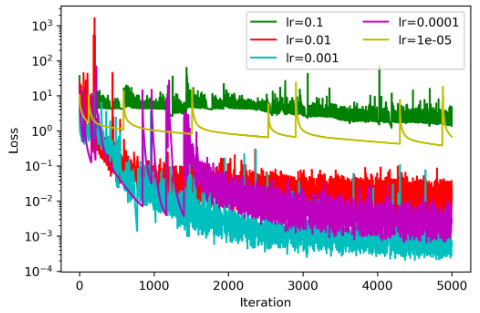 10³
10²
10¹
10⁰
10⁻¹
10⁻²
10⁻³
10⁻⁴
Loss
lr=0.1
lr=0.01
lr=0.001
lr=0.0001
lr=1e-05
0 1000 2000 3000 4000 5000
Iteration